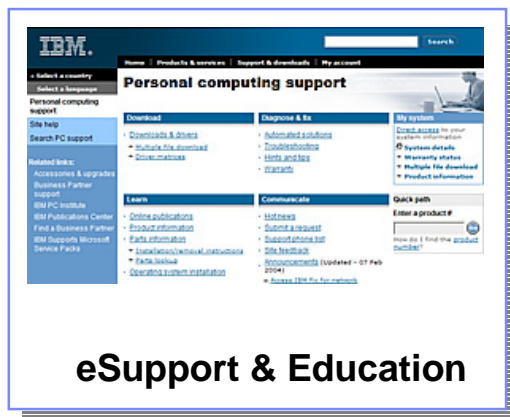 IBM.
Search
Home | Products & services | Support & downloads | My account
Select a country
Select a language
Personal computing support
Personal computing
support
Site help
Search PC support
Related links:
Accessories & upgrades
Business Partner
support
IBM PC Institute
IBM Publications Center
Find a Business Partner
IBM Supports Microsoft
Service Packs
Download
Downloads & drivers
Multiple file download
Driver matrices
Diagnose & fix
Automated solutions
Troubleshooting
Hints and tips
Warranty
My system
Direct access to your
system information
System details
Warranty status
Multiple file download
Product information
Learn
Online publications
Product information
Parts information
Installation/removal instructions
Parts lookup
Operating system installation
Communicate
Hot news
Submit a request
Support phone list
Site feedback
Announcements (Updated - 07 Feb
2004)
Access IBM fix for network
Quick path
Enter a product #
Go
How do I find the product
number?
eSupport & Education